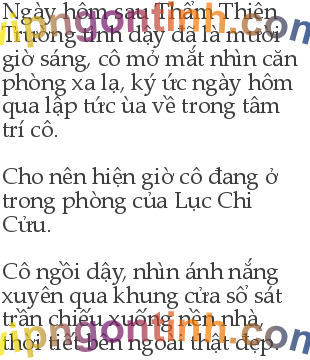 Ngày hôm sau Thẩm Thiên
Trường tỉnh dậy đã là mười
giờ sáng, cô mở mắt nhìn căn
phòng xa lạ, ký ức ngày hôm
qua lập tức ùa về trong tâm
trí cô.
Cho nên hiện giờ cô đang ở
trong phòng của Lục Chi
Cửu.
Cô ngồi dậy, nhìn ánh nắng
xuyên qua khung cửa sổ sát
trần chiếu xuống nền nhà,
thời tiết bên ngoài thật đẹp.
vipngontinh.com
vipngontinh.com